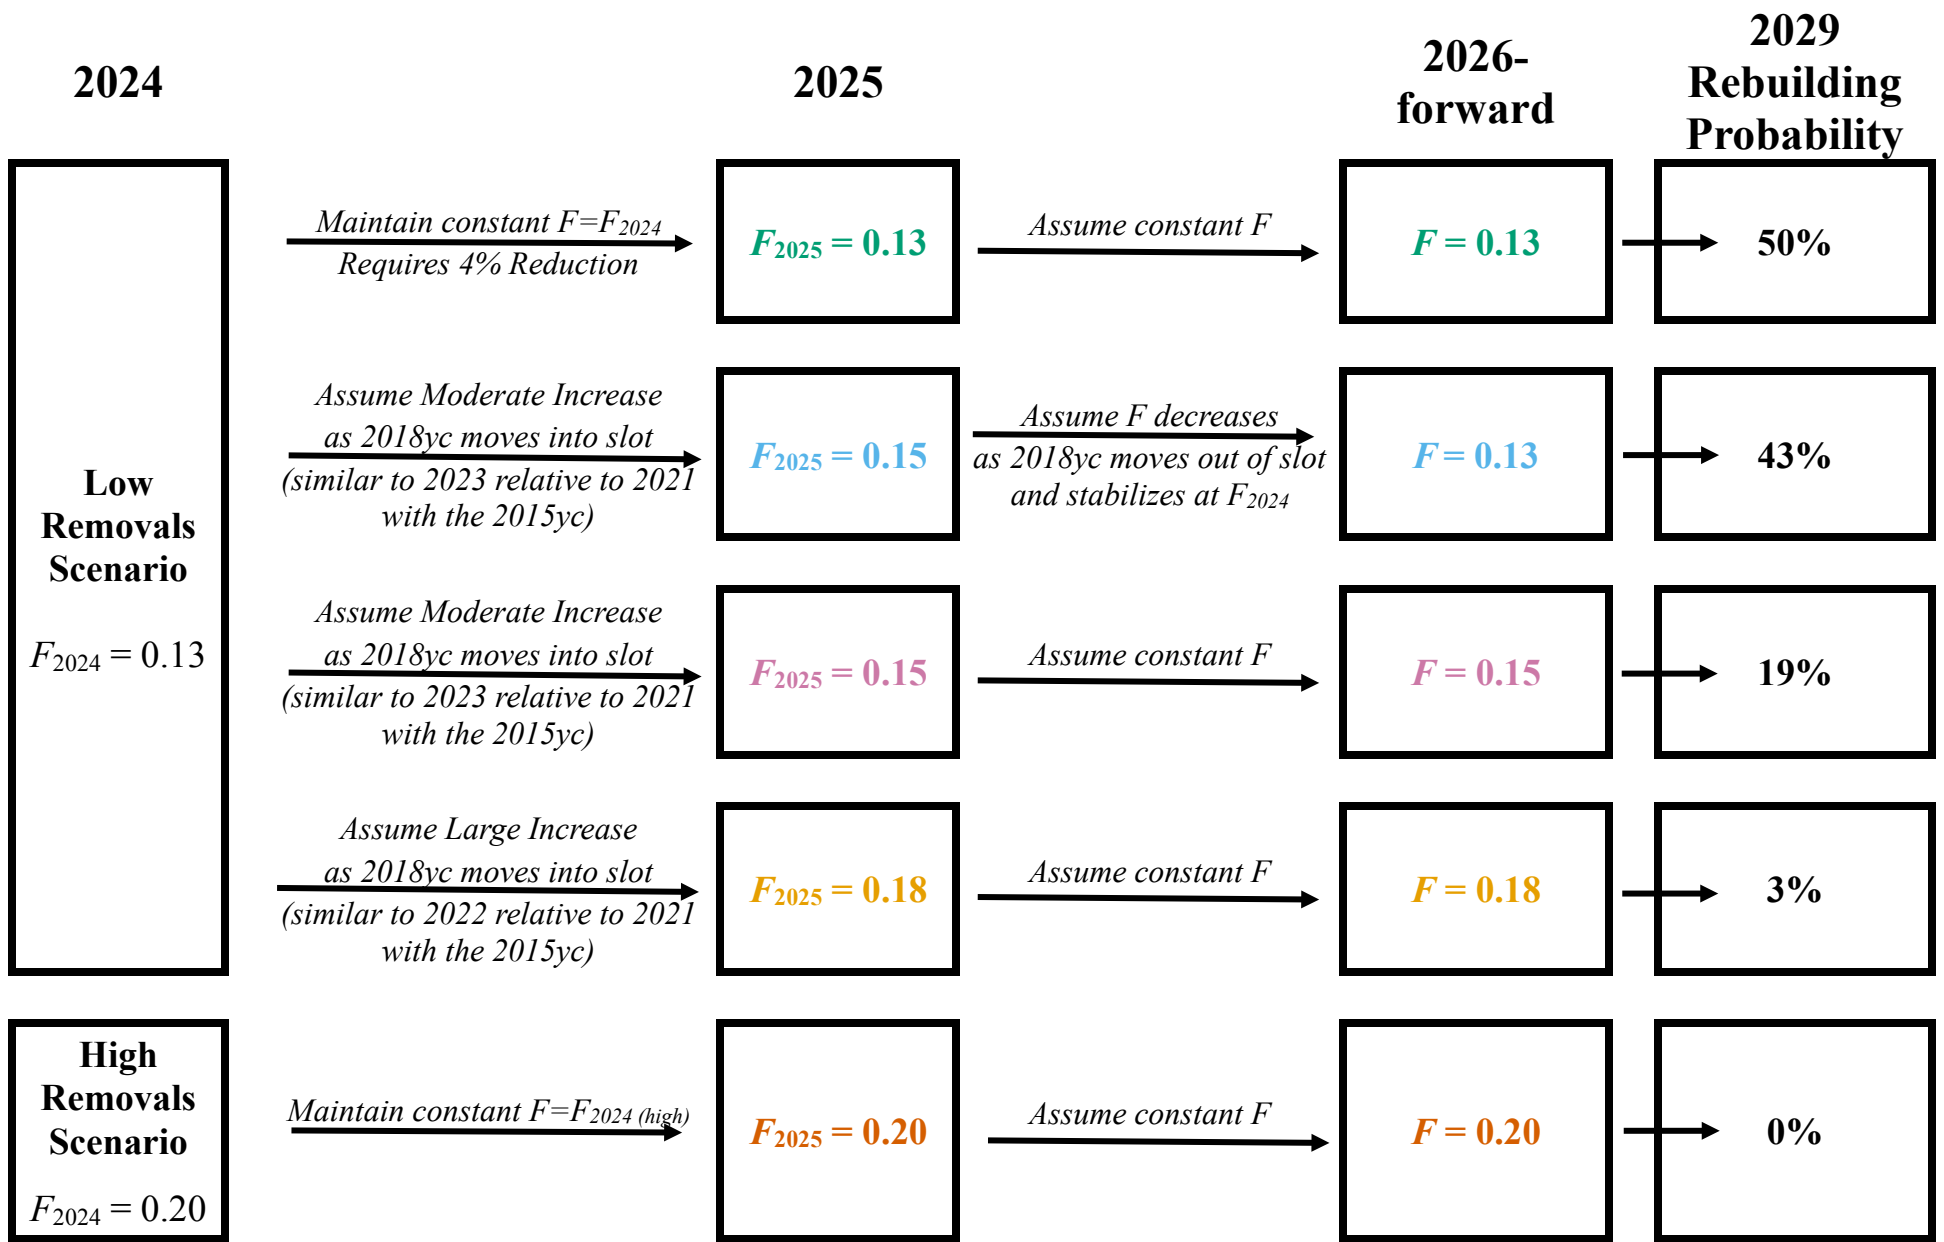 2024
2025
2026-
forward
2029
Rebuilding
Probability
Low
Removals
Scenario
F2024 = 0.13
Maintain constant F=F2024
Requires 4% Reduction
F2025 = 0.13
Assume constant F
F = 0.13
50%
Assume Moderate Increase
as 2018yc moves into slot
(similar to 2023 relative to 2021
with the 2015yc)
F2025 = 0.15
Assume F decreases
as 2018yc moves out of slot
and stabilizes at F2024
F = 0.13
43%
Assume Moderate Increase
as 2018yc moves into slot
(similar to 2023 relative to 2021
with the 2015yc)
F2025 = 0.15
Assume constant F
F = 0.15
19%
Assume Large Increase
as 2018yc moves into slot
(similar to 2022 relative to 2021
with the 2015yc)
F2025 = 0.18
Assume constant F
F = 0.18
3%
High
Removals
Scenario
F2024 = 0.20
Maintain constant F=F2024 (high)
F2025 = 0.20
Assume constant F
F = 0.20
0%